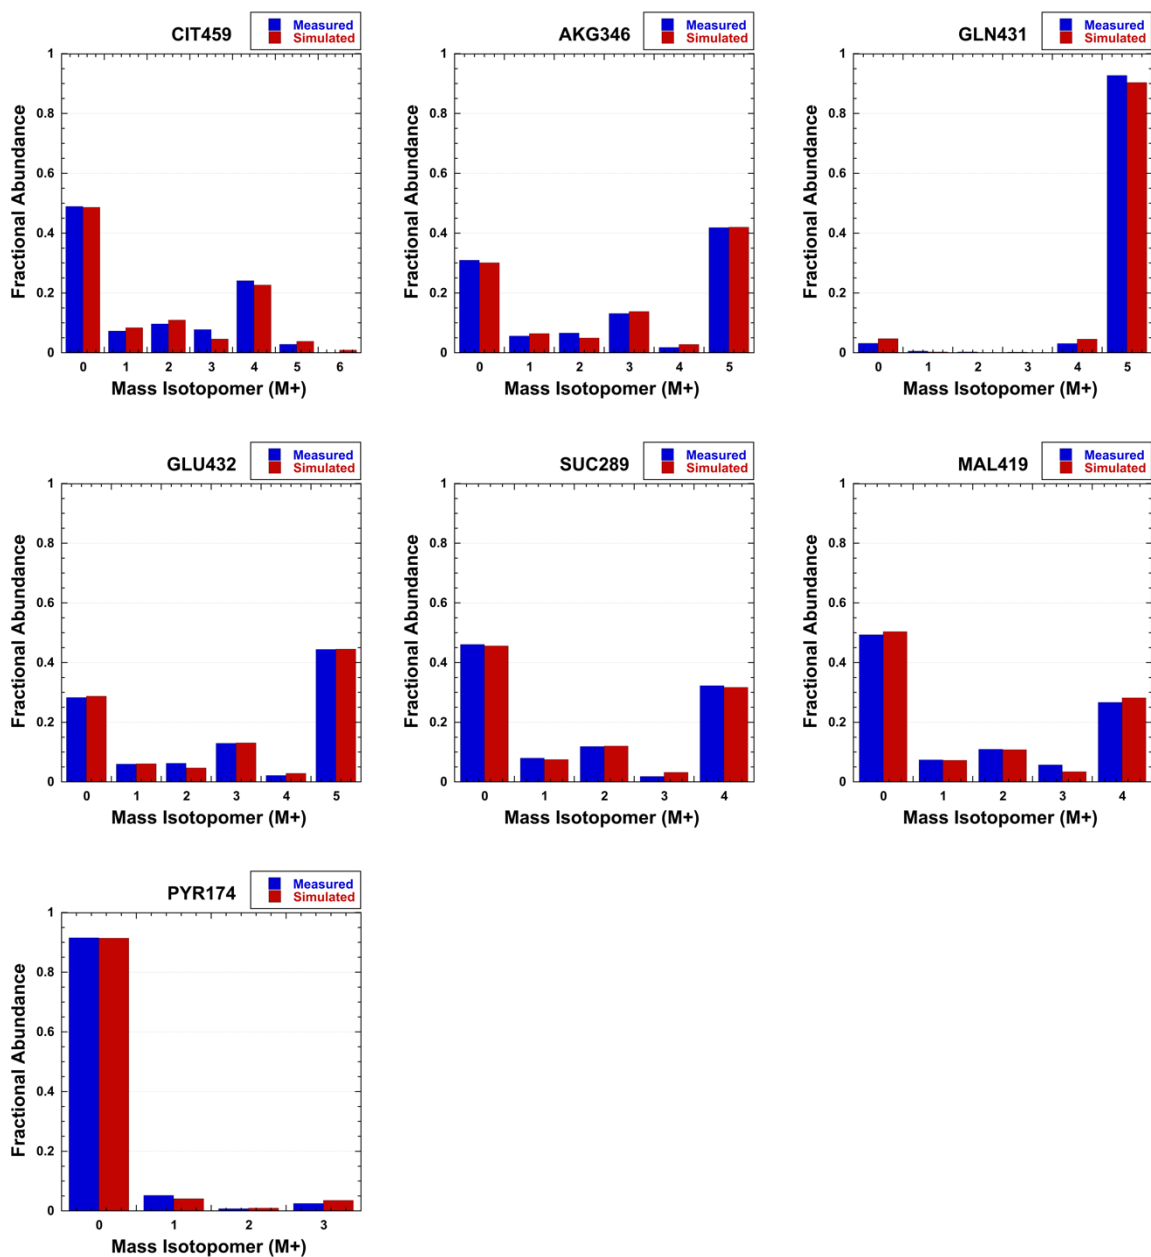 CIT459
Measured
Simulated
Fractional Abundance
1
0.8
0.6
0.4
0.2
0
0 1 2 3 4 5 6
Mass Isotopomer (M+)
AKG346
Measured
Simulated
Fractional Abundance
1
0.8
0.6
0.4
0.2
0
0 1 2 3 4 5
Mass Isotopomer (M+)
GLN431
Measured
Simulated
Fractional Abundance
1
0.8
0.6
0.4
0.2
0
0 1 2 3 4 5
Mass Isotopomer (M+)
GLU432
Measured
Simulated
Fractional Abundance
1
0.8
0.6
0.4
0.2
0
0 1 2 3 4 5
Mass Isotopomer (M+)
SUC289
Measured
Simulated
Fractional Abundance
1
0.8
0.6
0.4
0.2
0
0 1 2 3 4
Mass Isotopomer (M+)
MAL419
Measured
Simulated
Fractional Abundance
1
0.8
0.6
0.4
0.2
0
0 1 2 3 4
Mass Isotopomer (M+)
PYR174
Measured
Simulated
Fractional Abundance
1
0.8
0.6
0.4
0.2
0
0 1 2 3
Mass Isotopomer (M+)